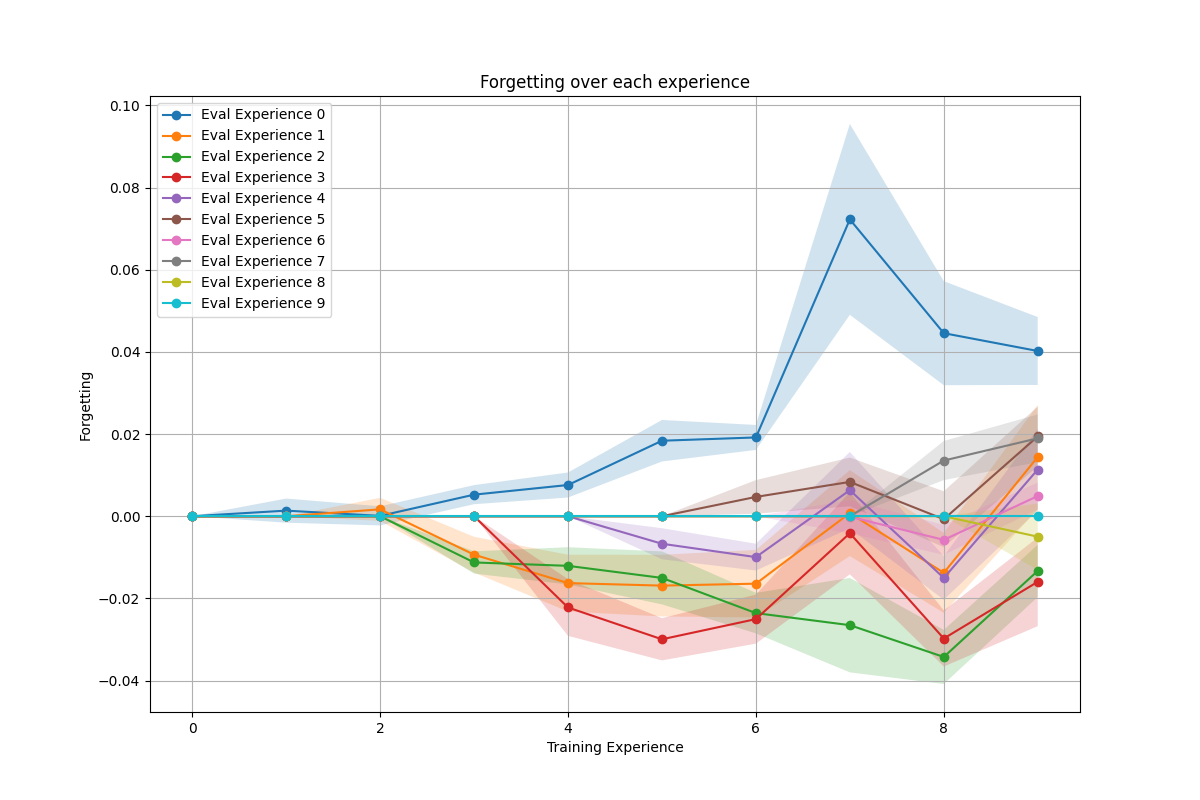 Forgetting over each experience
0.10
0.08
0.06
0.04
0.02
0.00
−0.02
−0.04
Forgetting
Eval Experience 0
Eval Experience 1
Eval Experience 2
Eval Experience 3
Eval Experience 4
Eval Experience 5
Eval Experience 6
Eval Experience 7
Eval Experience 8
Eval Experience 9
0 2 4 6 8
Training Experience